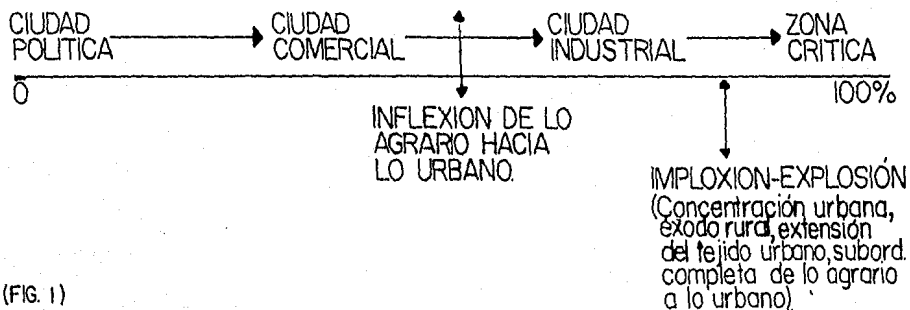 CIUDAD POLITICA
CIUDAD COMERCIAL
CIUDAD INDUSTRIAL
ZONA CRITICA
0
100%
INFLEXION DE LO
AGRARIO HACIA
LO URBANO.
IMPLOXION-EXPLOSIÓN
(Concentración urbana,
éxodo rural, extensión
del tejido urbano, subord.
completa de lo agrario
a lo urbano)
(FIG. 1)